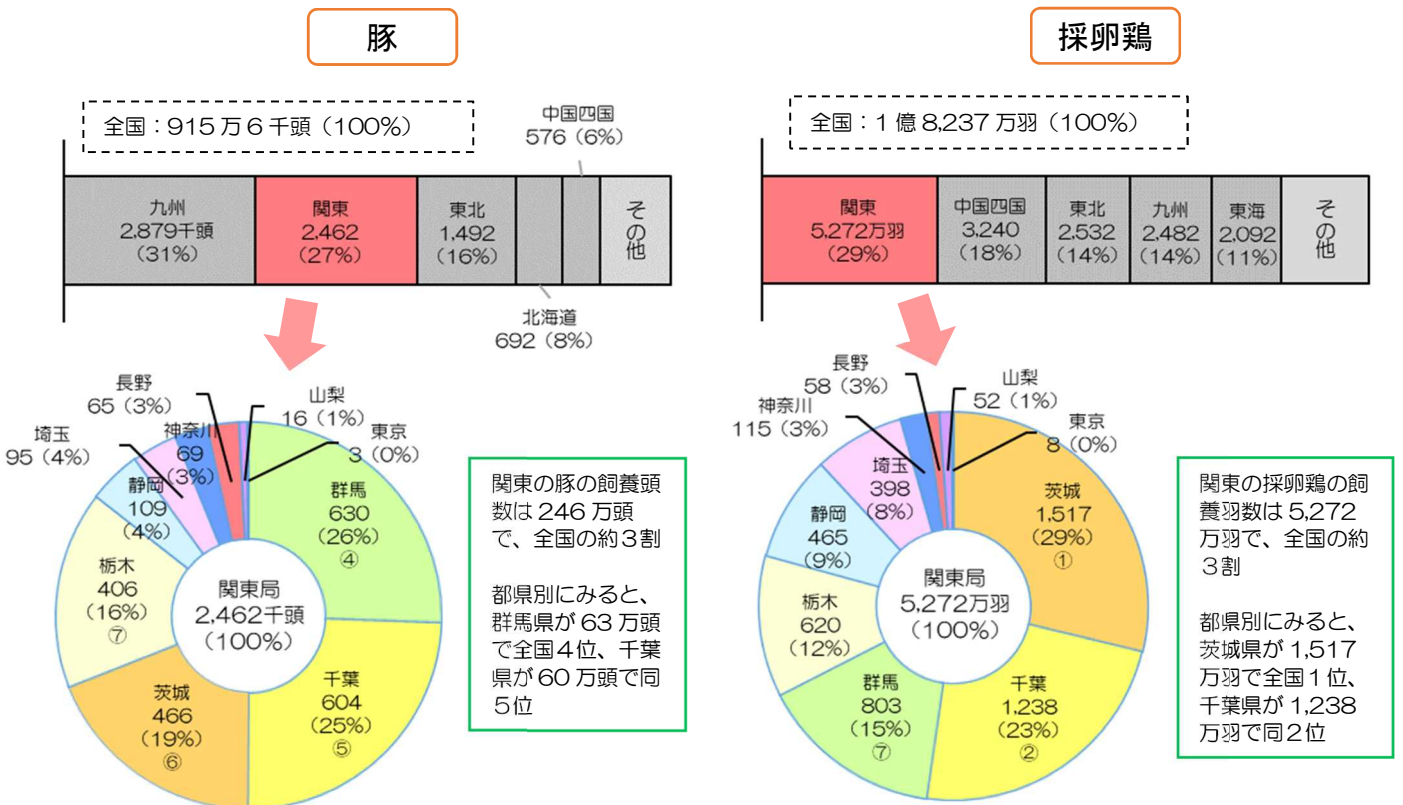 豚
全国：915万6千頭（100%）
中国四国
576（6%）
九州
2,879千頭
(31%)
関東
2,462
(27%)
東北
1,492
(16%)
その他
北海道
692（8%）
長野
65（3%）
山梨
16（1%）
東京
3（0%）
埼玉
95（4%）
神奈川
69
(3%)
静岡
109
(4%)
群馬
630
(26%)
④
栃木
406
(16%)
⑦
関東局
2,462千頭
(100%)
茨城
466
(19%)
⑥
千葉
604
(25%)
⑤
関東の豚の飼養頭
数は246万頭
で、全国の約３割
都県別にみると、
群馬県が63万頭
で全国４位、千葉
県が60万頭で同
５位
採卵鶏
全国：1億8,237万羽（100%）
関東
5,272万羽
(29%)
中国四国
3,240
(18%)
東北
2,532
(14%)
九州
2,482
(14%)
東海
2,092
(11%)
その他
長野
58（3%）
山梨
52（1%）
神奈川
115（3%）
東京
8（0%）
埼玉
398
(8%)
茨城
1,517
(29%)
①
静岡
465
(9%)
栃木
620
(12%)
関東局
5,272万羽
(100%)
群馬
803
(15%)
⑦
千葉
1,238
(23%)
②
関東の採卵鶏の飼
養羽数は5,272
万羽で、全国の約
３割
都県別にみると、
茨城県が1,517
万羽で全国１位、
千葉県が1,238
万羽で同２位